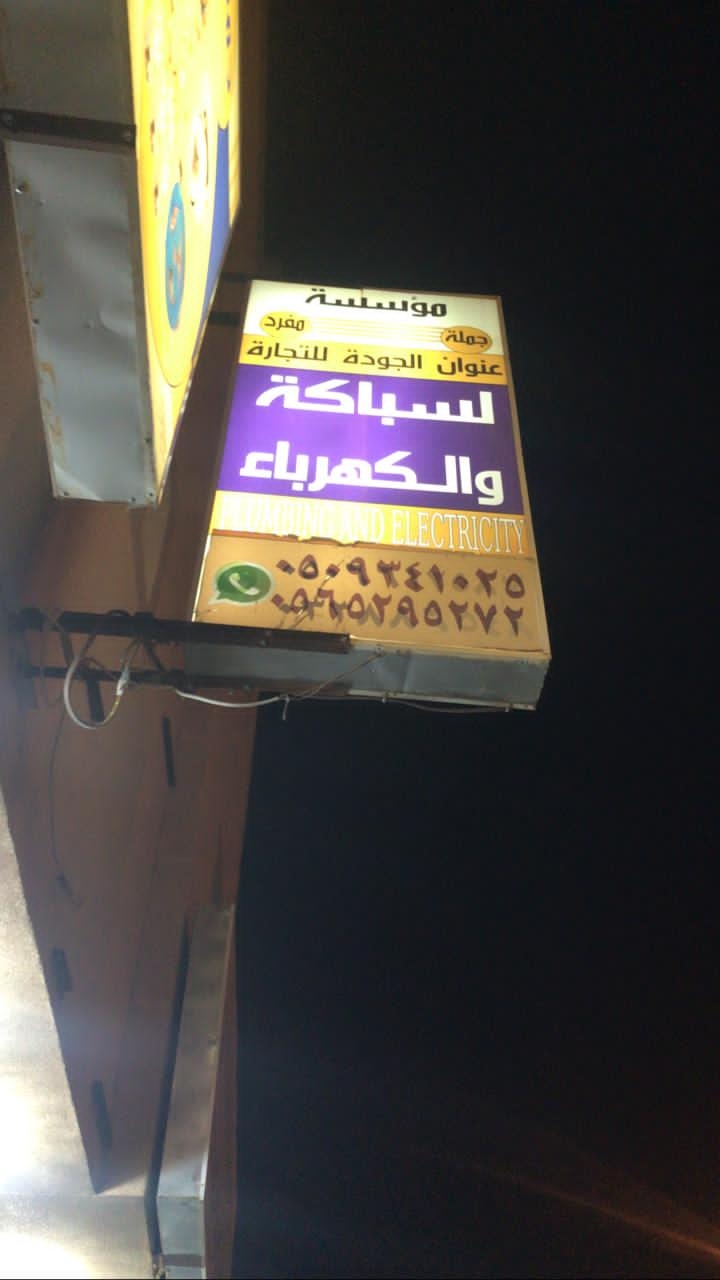 مؤسسة
جملة مفرد
عنوان الجودة للتجارة
لسباكة
والكهرباء
PLUMBING AND ELECTRICITY
٠٥٠٩٣٤١٠٢٥
٠٥٦٥٢٩٥٢٧٢